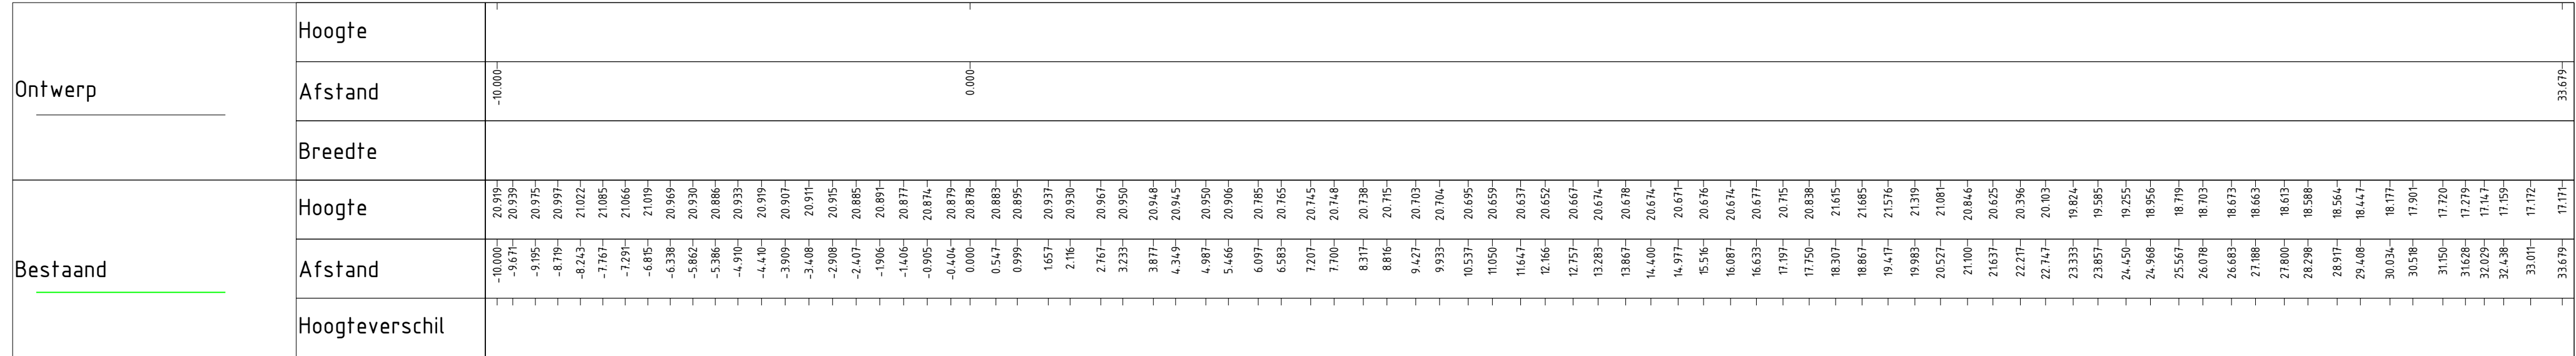 Ontwerp
Hoogte
Afstand
-10.000 0.000 33.679
Breedte
Bestaand
Hoogte
20.919 20.939 20.975 20.997 21.022 21.085 21.066 21.019 20.969 20.930 20.886 20.933 20.919 20.907 20.911 20.915 20.885 20.891 20.877 20.874 20.879 20.878 20.883 20.895 20.937 20.930 20.967 20.950 20.948 20.945 20.950 20.906 20.785 20.765 20.745 20.748 20.738 20.715 20.703 20.704 20.695 20.659 20.637 20.652 20.667 20.674 20.678 20.674 20.671 20.676 20.674 20.677 20.715 20.838 21.615 21.685 21.576 21.319 21.081 20.846 20.625 20.396 20.103 19.824 19.585 19.255 18.956 18.719 18.703 18.673 18.663 18.613 18.588 18.564 18.447 18.177 17.901 17.720 17.279 17.147 17.159 17.172 17.171
Afstand
-10.000 -9.671 -9.195 -8.719 -8.243 -7.767 -7.291 -6.815 -6.338 -5.862 -5.386 -4.910 -4.410 -3.909 -3.408 -2.908 -2.407 -1.906 -1.406 -0.905 -0.404 0.000 0.547 0.999 1.657 2.116 2.767 3.233 3.877 4.349 4.987 5.466 6.097 6.583 7.207 7.700 8.317 8.816 9.427 9.933 10.537 11.050 11.647 12.166 12.757 13.283 13.867 14.400 14.977 15.516 16.087 16.633 17.197 17.750 18.307 18.867 19.417 19.983 20.527 21.100 21.637 22.217 22.747 23.333 23.857 24.450 24.968 25.567 26.078 26.683 27.188 27.800 28.298 28.917 29.408 30.034 30.518 31.150 31.628 32.029 32.438 33.011 33.679
Hoogteverschil